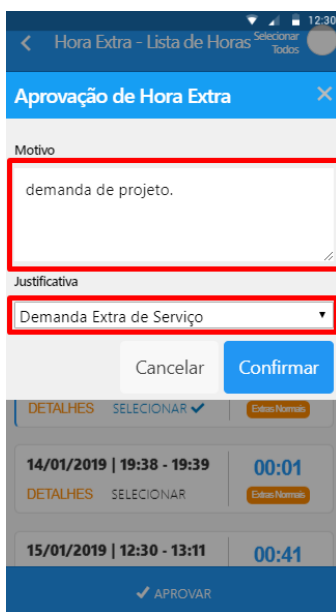 12:30
Hora Extra - Lista de Horas
Selecionar
Todos
Aprovação de Hora Extra
Motivo
demanda de projeto.
Justificativa
Demanda Extra de Serviço
Cancelar
Confirmar
DETALHES SELECIONAR
Extras Normais
14/01/2019 | 19:38 - 19:39
00:01
DETALHES SELECIONAR
Extras Normais
15/01/2019 | 12:30 - 13:11
00:41
APROVAR